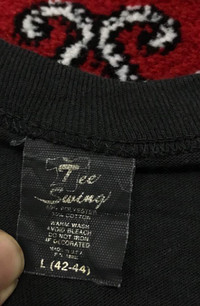 Tee
Swing
50% POLYESTER
50% COTTON
WARM WASH
AVOID BLEACH
DO NOT IRON
IF DECORATED
MADE IN U.S.A.
L (42-44)